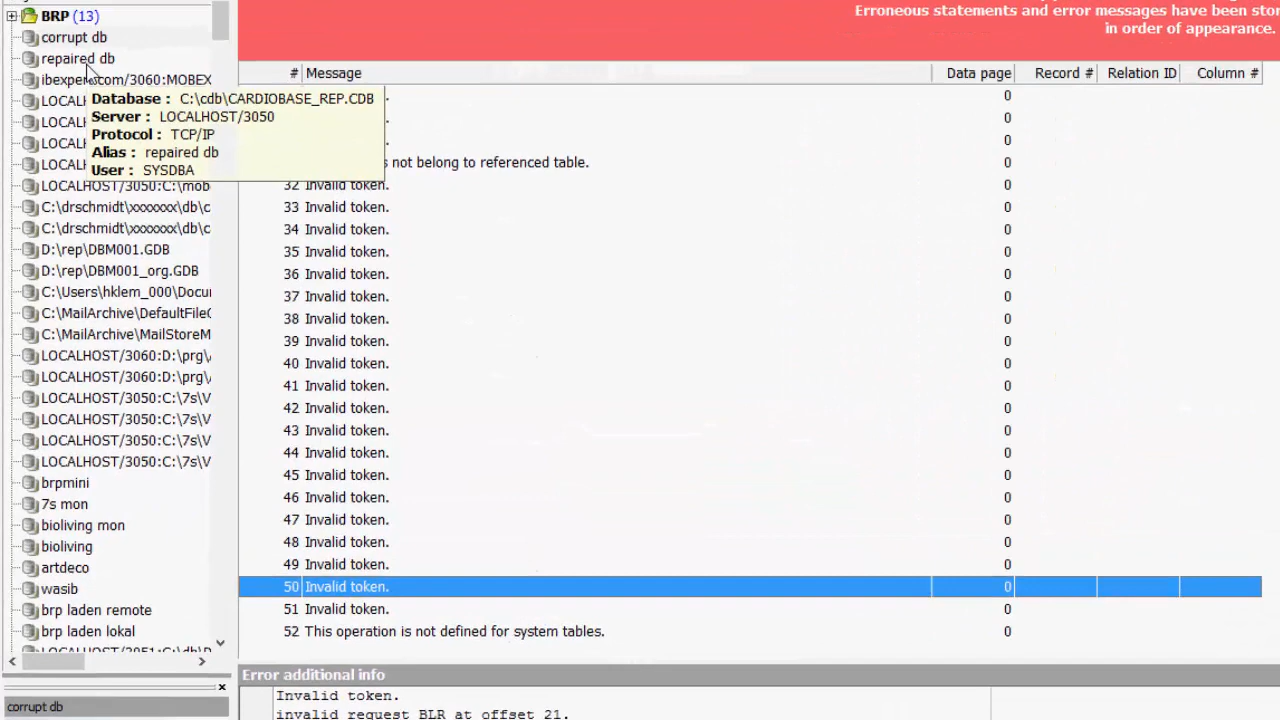 BRP (13)
corrupt db
repaired db
ibexpert.com/3060:MOBEX
LOCALH
LOCALH
LOCALH
LOCALH
LOCALHOST/3050:C:\mob
C:\drschmidt\xxxxxxx\db\c
C:\drschmidt\xxxxxxx\db\c
D:\rep\DBM001.GDB
D:\rep\DBM001_org.GDB
C:\Users\hklem_000\Docu
C:\MailArchive\DefaultFile
C:\MailArchive\MailStoreM
LOCALHOST/3060:D:\prg\
LOCALHOST/3060:D:\prg\
LOCALHOST/3050:C:\7s\V
LOCALHOST/3050:C:\7s\V
LOCALHOST/3050:C:\7s\V
LOCALHOST/3050:C:\7s\V
brpmini
7s mon
bioliving mon
bioliving
artdeco
wasib
brp laden remote
brp laden lokal
corrupt db
Database : C:\cdb\CARDIOBASE_REP.CDB
Server : LOCALHOST/3050
Protocol : TCP/IP
Alias : repaired db
User : SYSDBA
Erroneous statements and error messages have been stor
in order of appearance.
# Message Data page Record # Relation ID Column #
0
0
0
not belong to referenced table. 0
32 Invalid token. 0
33 Invalid token. 0
34 Invalid token. 0
35 Invalid token. 0
36 Invalid token. 0
37 Invalid token. 0
38 Invalid token. 0
39 Invalid token. 0
40 Invalid token. 0
41 Invalid token. 0
42 Invalid token. 0
43 Invalid token. 0
44 Invalid token. 0
45 Invalid token. 0
46 Invalid token. 0
47 Invalid token. 0
48 Invalid token. 0
49 Invalid token. 0
50 Invalid token. 0
51 Invalid token. 0
52 This operation is not defined for system tables. 0
Error additional info
Invalid token.
invalid request BLR at offset 21.